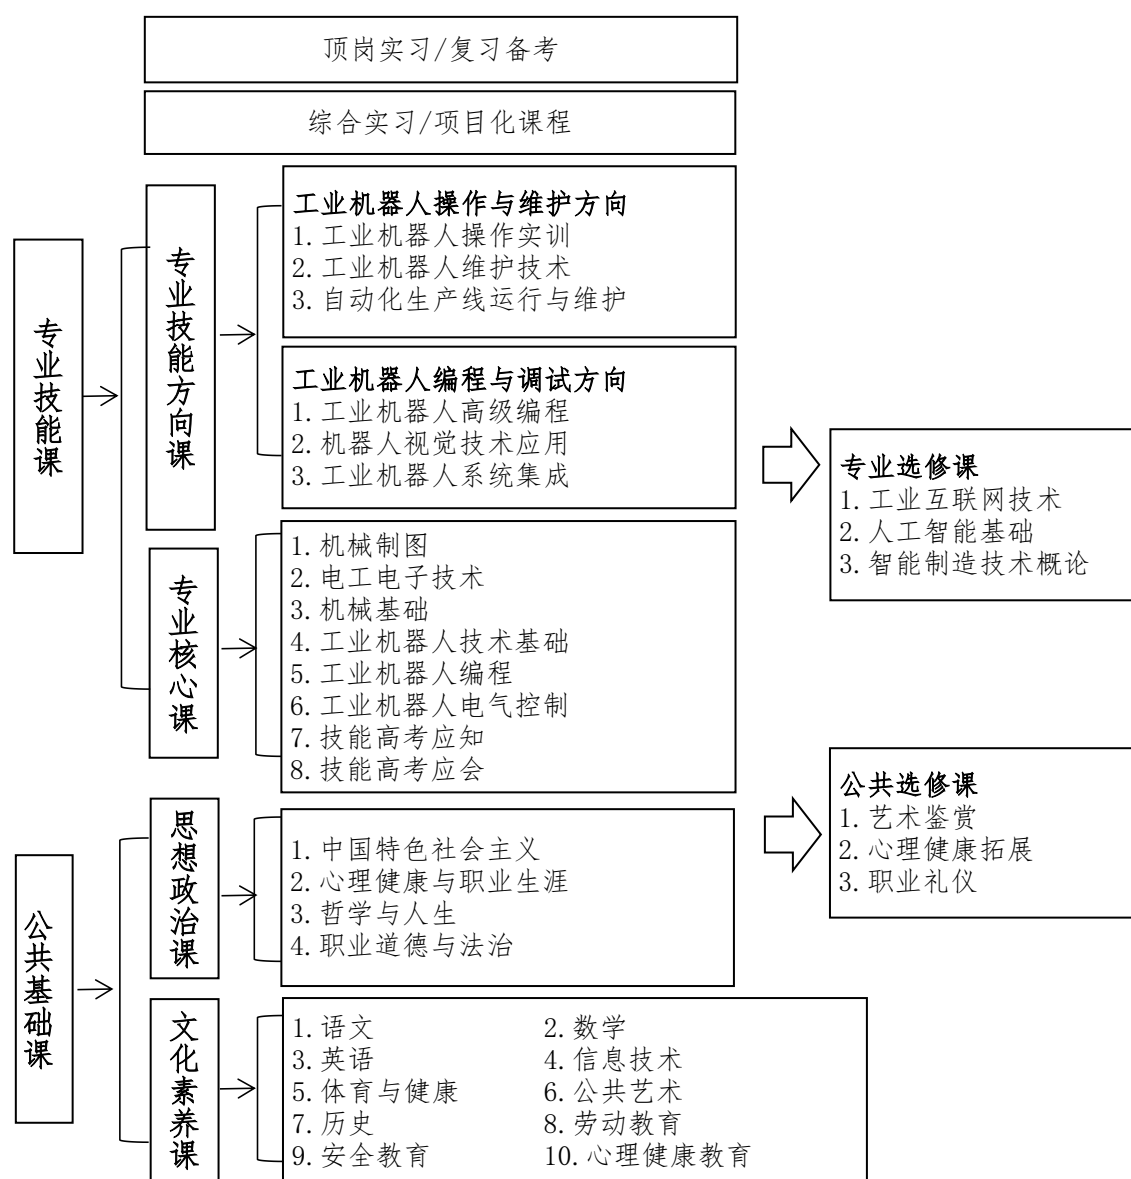 顶岗实习/复习备考
综合实习/项目化课程
专业技能课
专业技能方向课
工业机器人操作与维护方向
1.工业机器人操作实训
2.工业机器人维护技术
3.自动化生产线运行与维护
工业机器人编程与调试方向
1.工业机器人高级编程
2.机器人视觉技术应用
3.工业机器人系统集成
专业核心课
1.机械制图
2.电工电子技术
3.机械基础
4.工业机器人技术基础
5.工业机器人编程
6.工业机器人电气控制
7.技能高考应知
8.技能高考应会
专业选修课
1.工业互联网技术
2.人工智能基础
3.智能制造技术概论
公共基础课
思想政治课
1.中国特色社会主义
2.心理健康与职业生涯
3.哲学与人生
4.职业道德与法治
公共选修课
1.艺术鉴赏
2.心理健康拓展
3.职业礼仪
文化素养课
1.语文 2.数学
3.英语 4.信息技术
5.体育与健康 6.公共艺术
7.历史 8.劳动教育
9.安全教育 10.心理健康教育